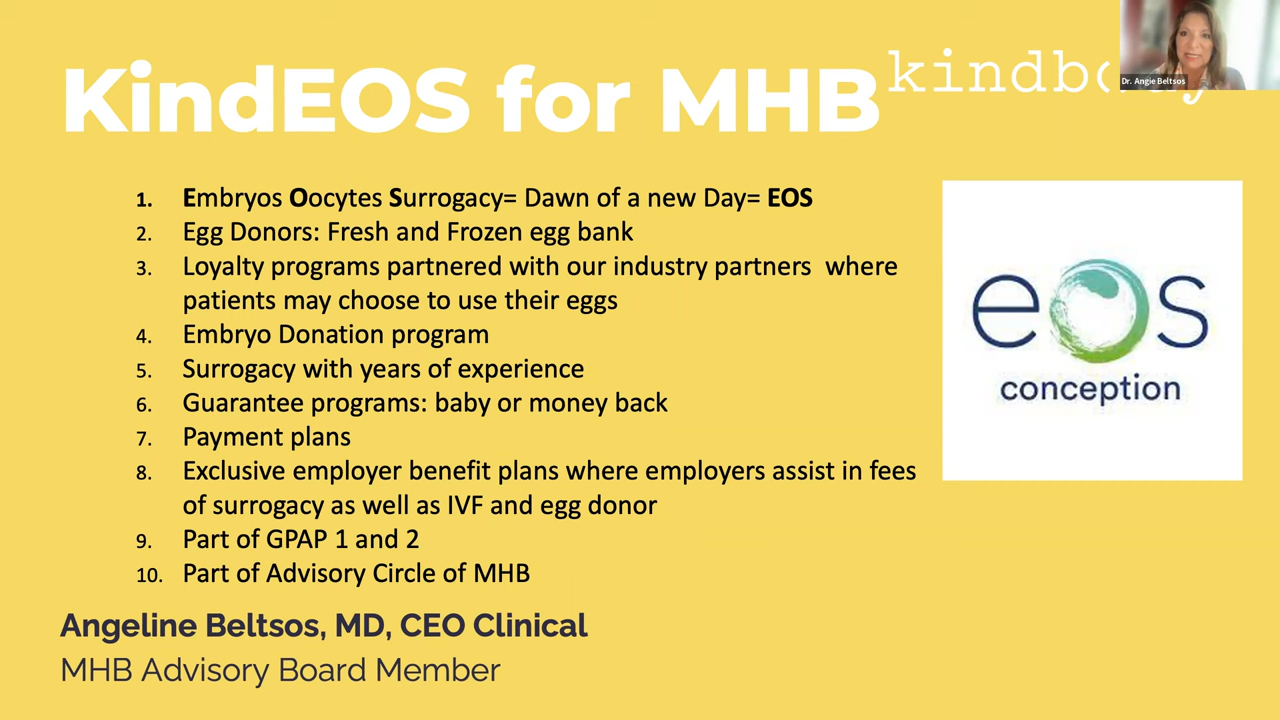 KindEOS for MHB
kindb
Dr. Angie Beltsos
1. Embryos Oocytes Surrogacy= Dawn of a new Day= EOS
2. Egg Donors: Fresh and Frozen egg bank
3. Loyalty programs partnered with our industry partners where
patients may choose to use their eggs
4. Embryo Donation program
5. Surrogacy with years of experience
6. Guarantee programs: baby or money back
7. Payment plans
8. Exclusive employer benefit plans where employers assist in fees
of surrogacy as well as IVF and egg donor
9. Part of GPAP 1 and 2
10. Part of Advisory Circle of MHB
eos
conception
Angeline Beltsos, MD, CEO Clinical
MHB Advisory Board Member